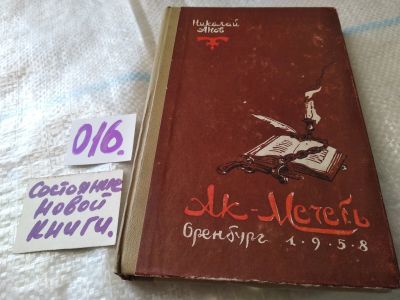 Николай
Анов
016.
Состояние
новой
книги.
Ак-Мечеть
Оренбург 1958